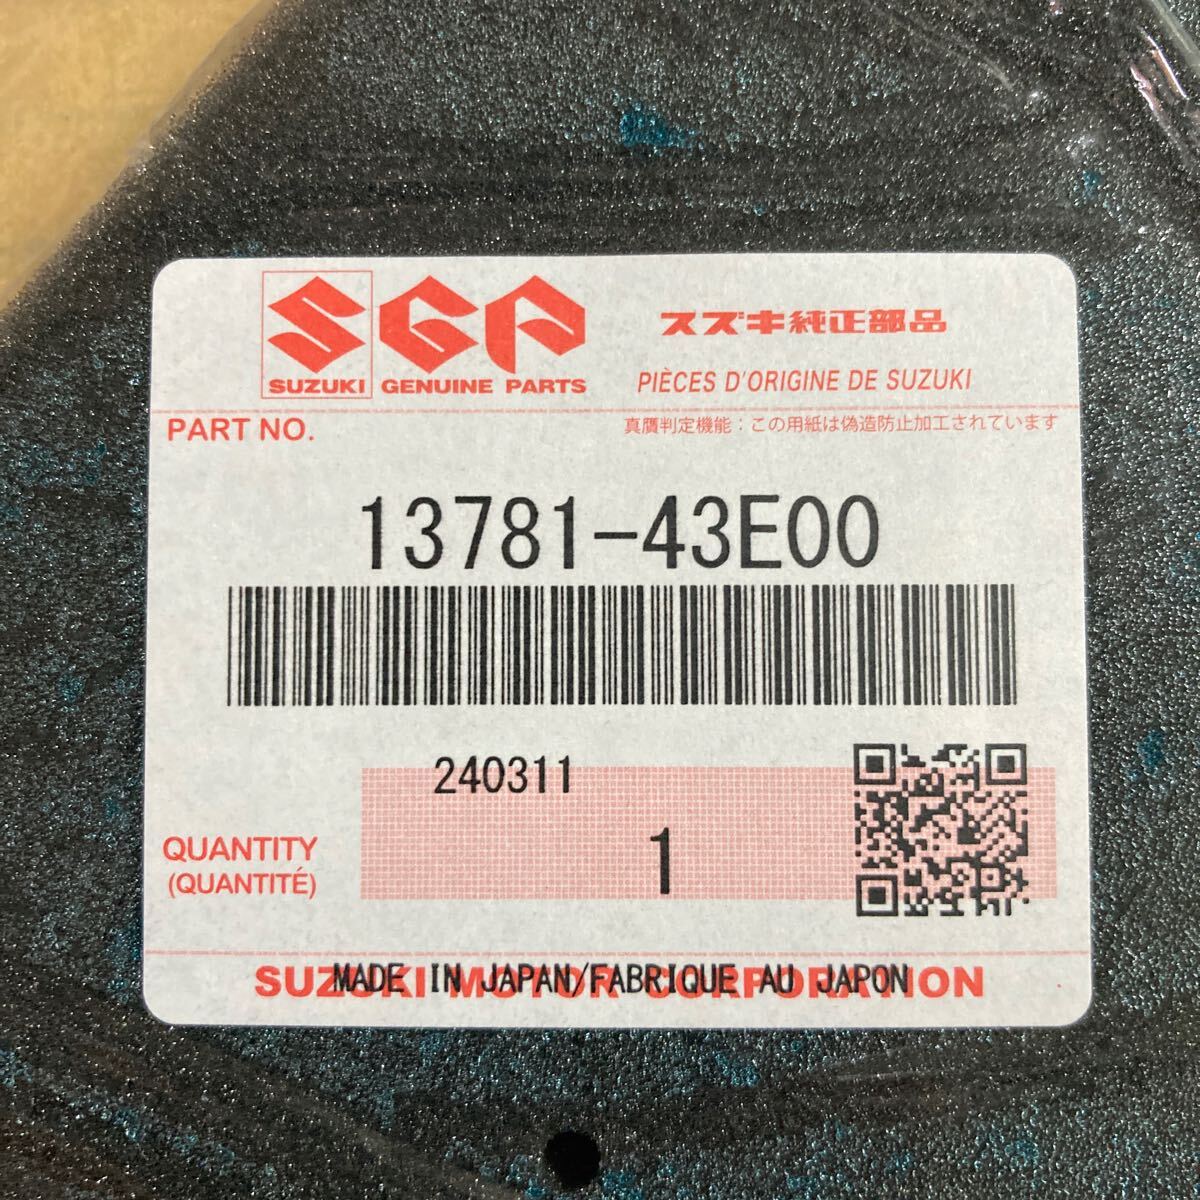 SGP
SUZUKI GENUINE PARTS
スズキ純正部品
PIÈCES D'ORIGINE DE SUZUKI
PART NO.
真贋判定機能：この用紙は偽造防止加工されています
13781-43E00
240311
QUANTITY
(QUANTITÉ)
1
SUZUKI MOTOR CORPORATION
MADE IN JAPAN/FABRIQUE AU JAPON